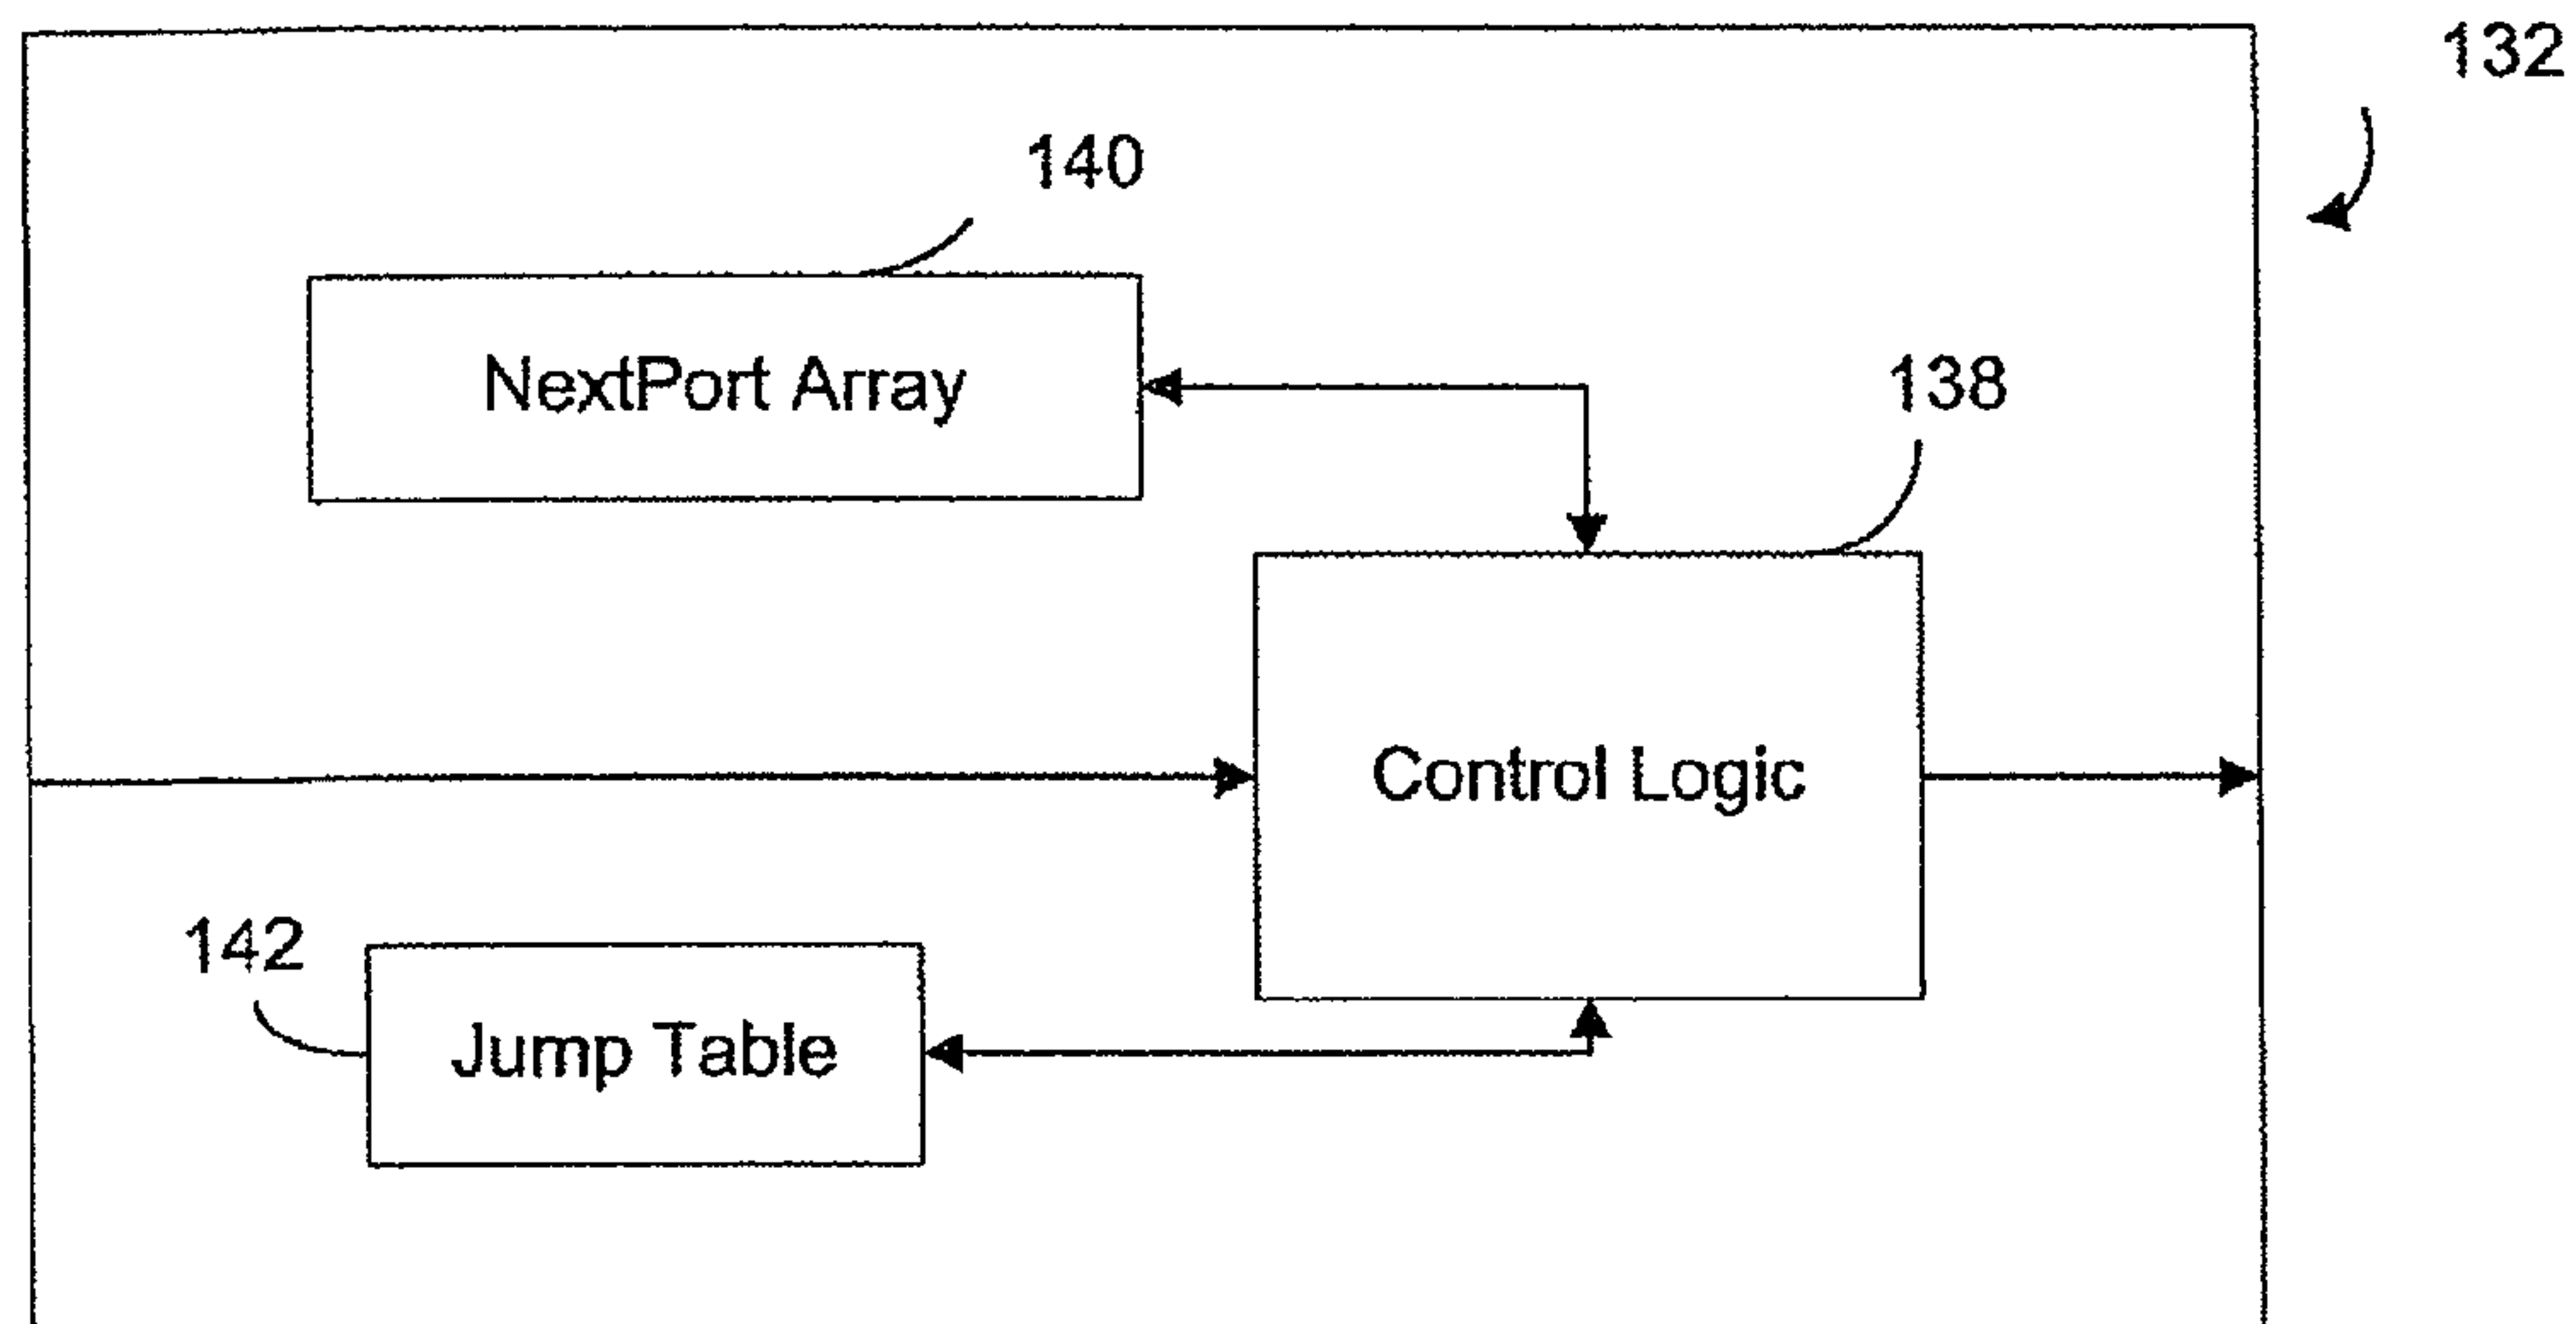 132
140
NextPort Array
138
Control Logic
142
Jump Table